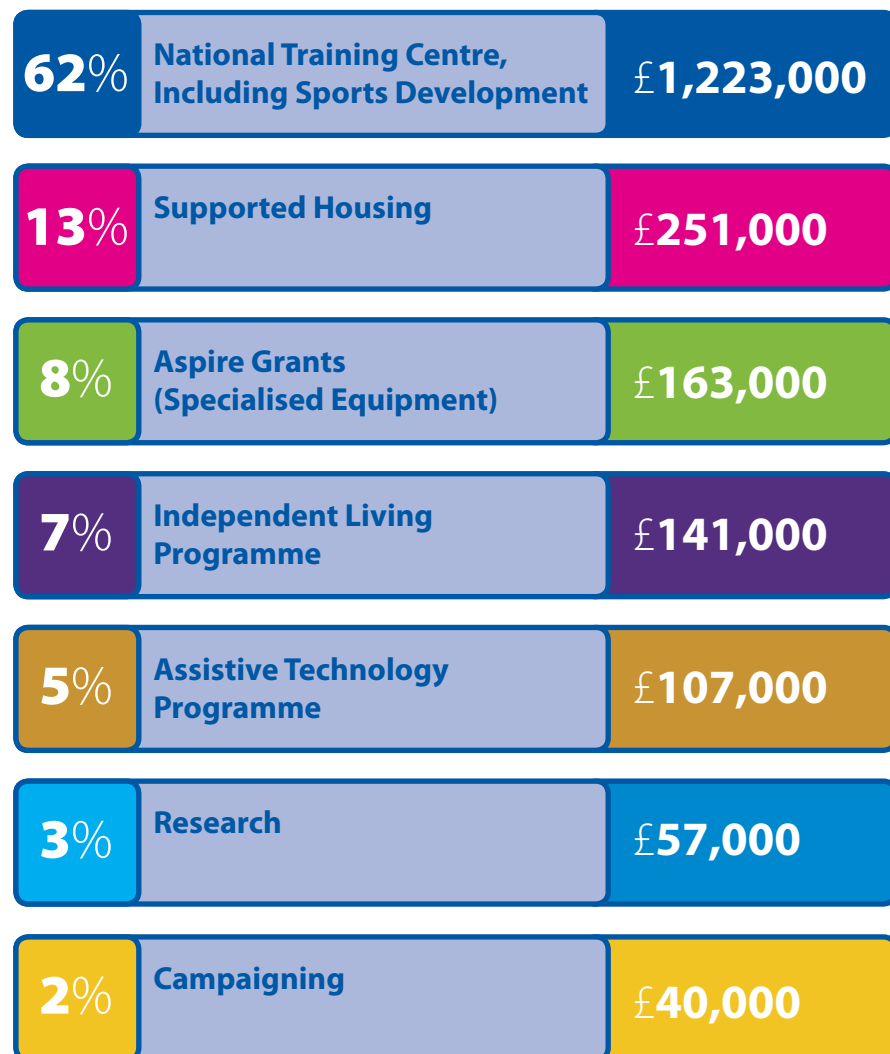 62% National Training Centre, £1,223,000
Including Sports Development
13% Supported Housing £251,000
8% Aspire Grants £163,000
(Specialised Equipment)
7% Independent Living £141,000
Programme
5% Assistive Technology £107,000
Programme
3% Research £57,000
2% Campaigning £40,000